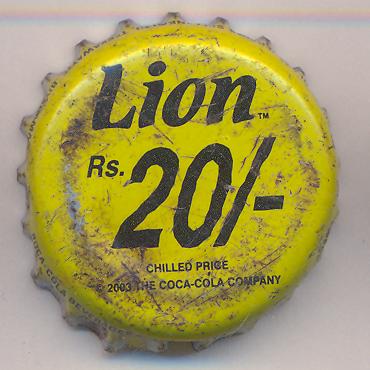 Lion™
Rs. 20/-
CHILLED PRICE
© 2003 THE COCA-COLA COMPANY